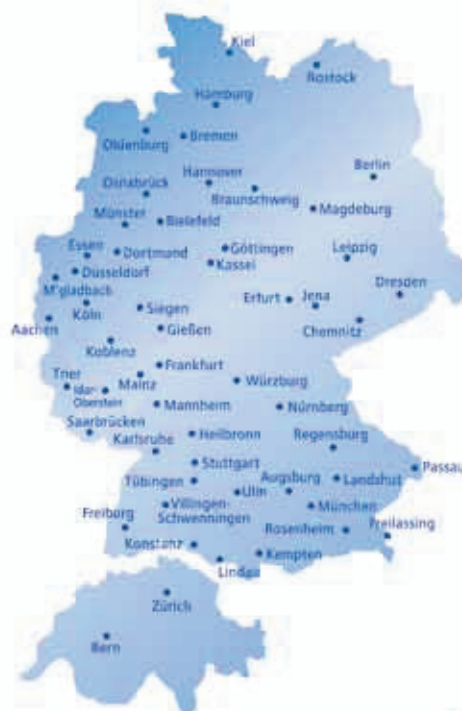 Kiel
Rostock
Hamburg
Oldenburg
Bremen
Berlin
Hannover
Osnabrück
Braunschweig
Magdeburg
Münster
Bielefeld
Essen
Dortmund
Göttingen
Leipzig
Düsseldorf
Kassel
M'gladbach
Dresden
Köln
Siegen
Erfurt
Jena
Aachen
Gießen
Chemnitz
Koblenz
Frankfurt
Trier
Mainz
Würzburg
Idar-
Oberstein
Mannheim
Nürnberg
Saarbrücken
Karlsruhe
Heilbronn
Regensburg
Stuttgart
Passau
Tübingen
Augsburg
Landshut
Ulm
Villingen-
Schwenningen
München
Freiburg
Rosenheim
Freilassing
Konstanz
Kempten
Lindau
Zürich
Bern